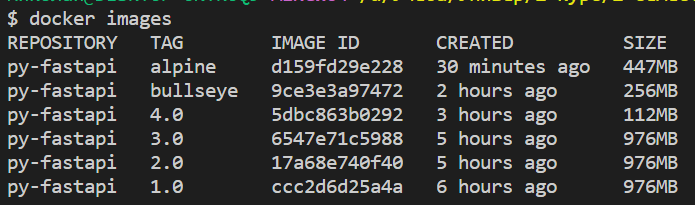 $ docker images
REPOSITORY TAG IMAGE ID CREATED SIZE
py-fastapi alpine d159fd29e228 30 minutes ago 447MB
py-fastapi bullseye 9ce3e3a97472 2 hours ago 256MB
py-fastapi 4.0 5dbc863b0292 3 hours ago 112MB
py-fastapi 3.0 6547e71c5988 5 hours ago 976MB
py-fastapi 2.0 17a68e740f40 5 hours ago 976MB
py-fastapi 1.0 ccc2d6d25a4a 6 hours ago 976MB